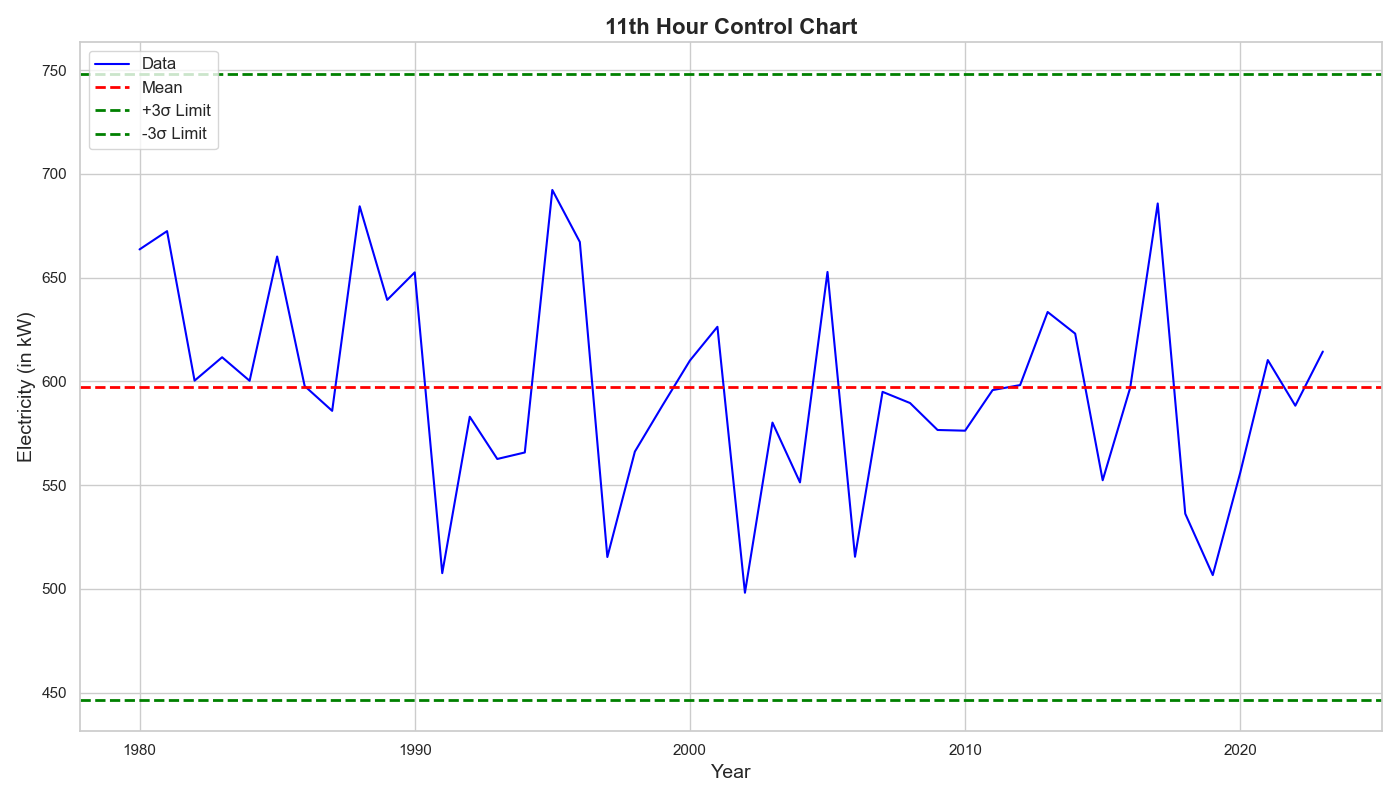 11th Hour Control Chart
Data
Mean
+3σ Limit
-3σ Limit
750
700
650
600
550
500
450
Electricity (in kW)
1980
1990
2000
2010
2020
Year